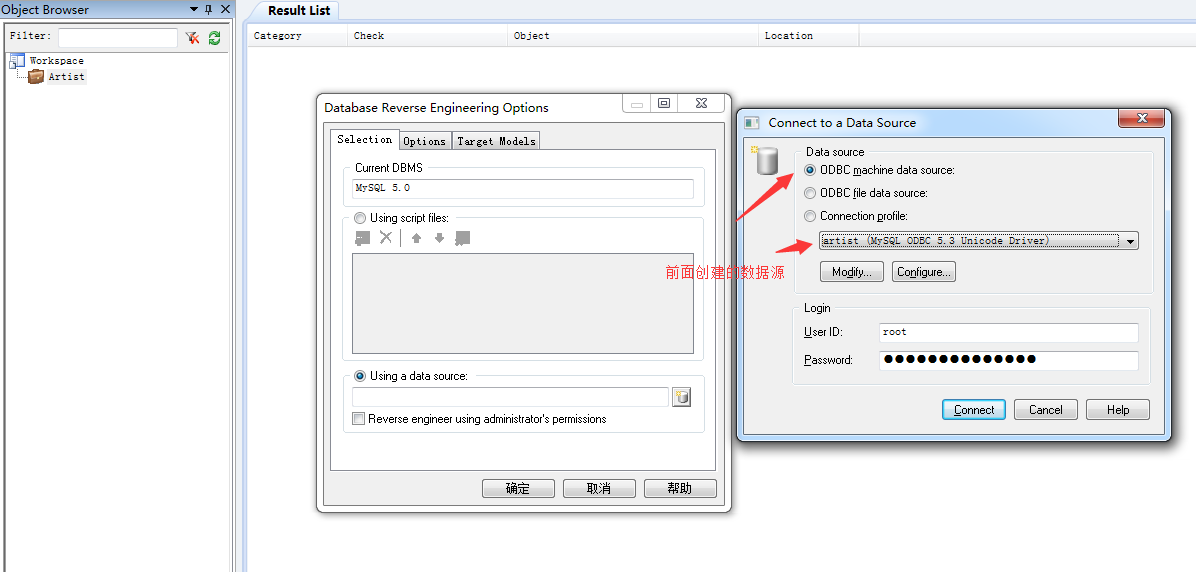 Object Browser
Filter:
Workspace
Artist
Result List
Category Check Object Location
Database Reverse Engineering Options
Selection Options Target Models
Current DBMS
MySQL 5.0
Using script files:
Using a data source:
Reverse engineer using administrator's permissions
确定 取消 帮助
前面创建的数据源
Connect to a Data Source
Data source
ODBC machine data source:
ODBC file data source:
Connection profile:
artist (MySQL ODBC 5.3 Unicode Driver)
Modify... Configure...
Login
User ID: root
Password: ●●●●●●●●●●●●●●
Connect Cancel Help